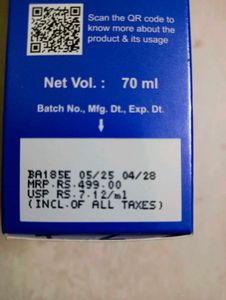 Scan the QR code to
know more about the
product & its usage
Net Vol. : 70 ml
Batch No., Mfg. Dt., Exp. Dt.
BA185E 05/25 04/28
MRP.RS.499.00
USP RS.7.12/ml
(INCL.OF ALL TAXES)